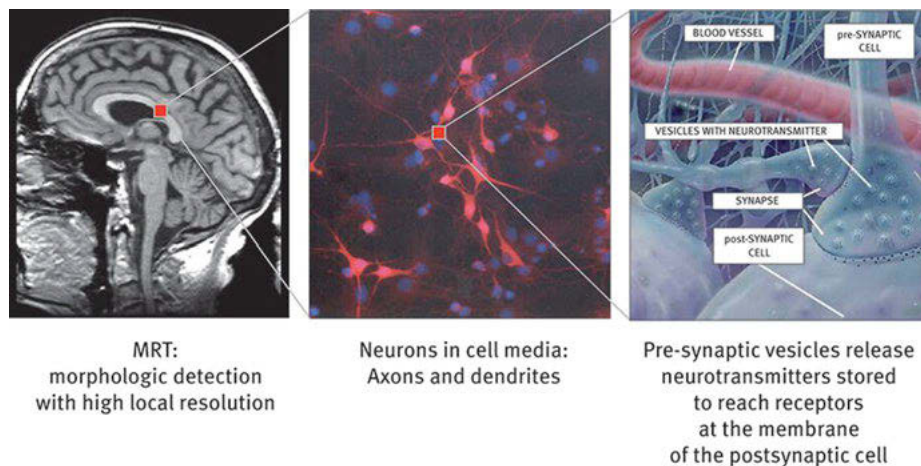 BLOOD VESSEL
pre-SYNAPTIC
CELL
VESICLES WITH NEUROTRANSMITTER
SYNAPSE
post-SYNAPTIC
CELL
MRT:
morphologic detection
with high local resolution
Neurons in cell media:
Axons and dendrites
Pre-synaptic vesicles release
neurotransmitters stored
to reach receptors
at the membrane
of the postsynaptic cell